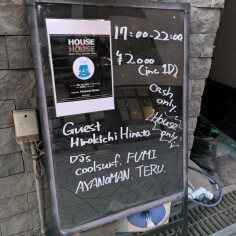 HOUSE
HOUSE
17:00-22:00
¥2000
(inc 1D)
Cash
only.
House
only.
Guest
Hirokichi Hirato
DJs
coolsurf. FUMI
AYANOMAN. TERU.